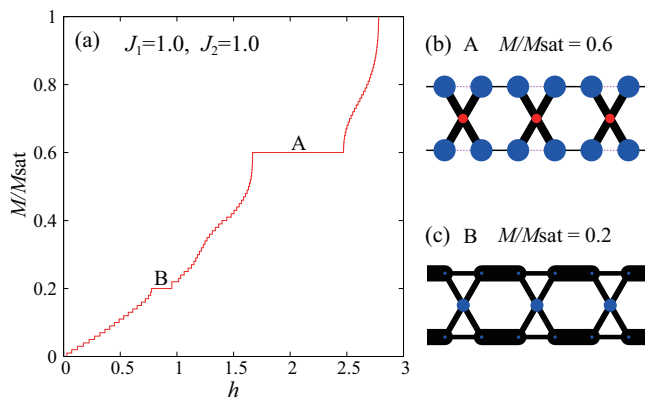 (a) J₁=1.0, J₂=1.0
M/Msat
1
0.8
0.6
0.4
0.2
0
A
B
0 0.5 1 1.5 2 2.5 3
h
(b) A M/Msat = 0.6
(c) B M/Msat = 0.2